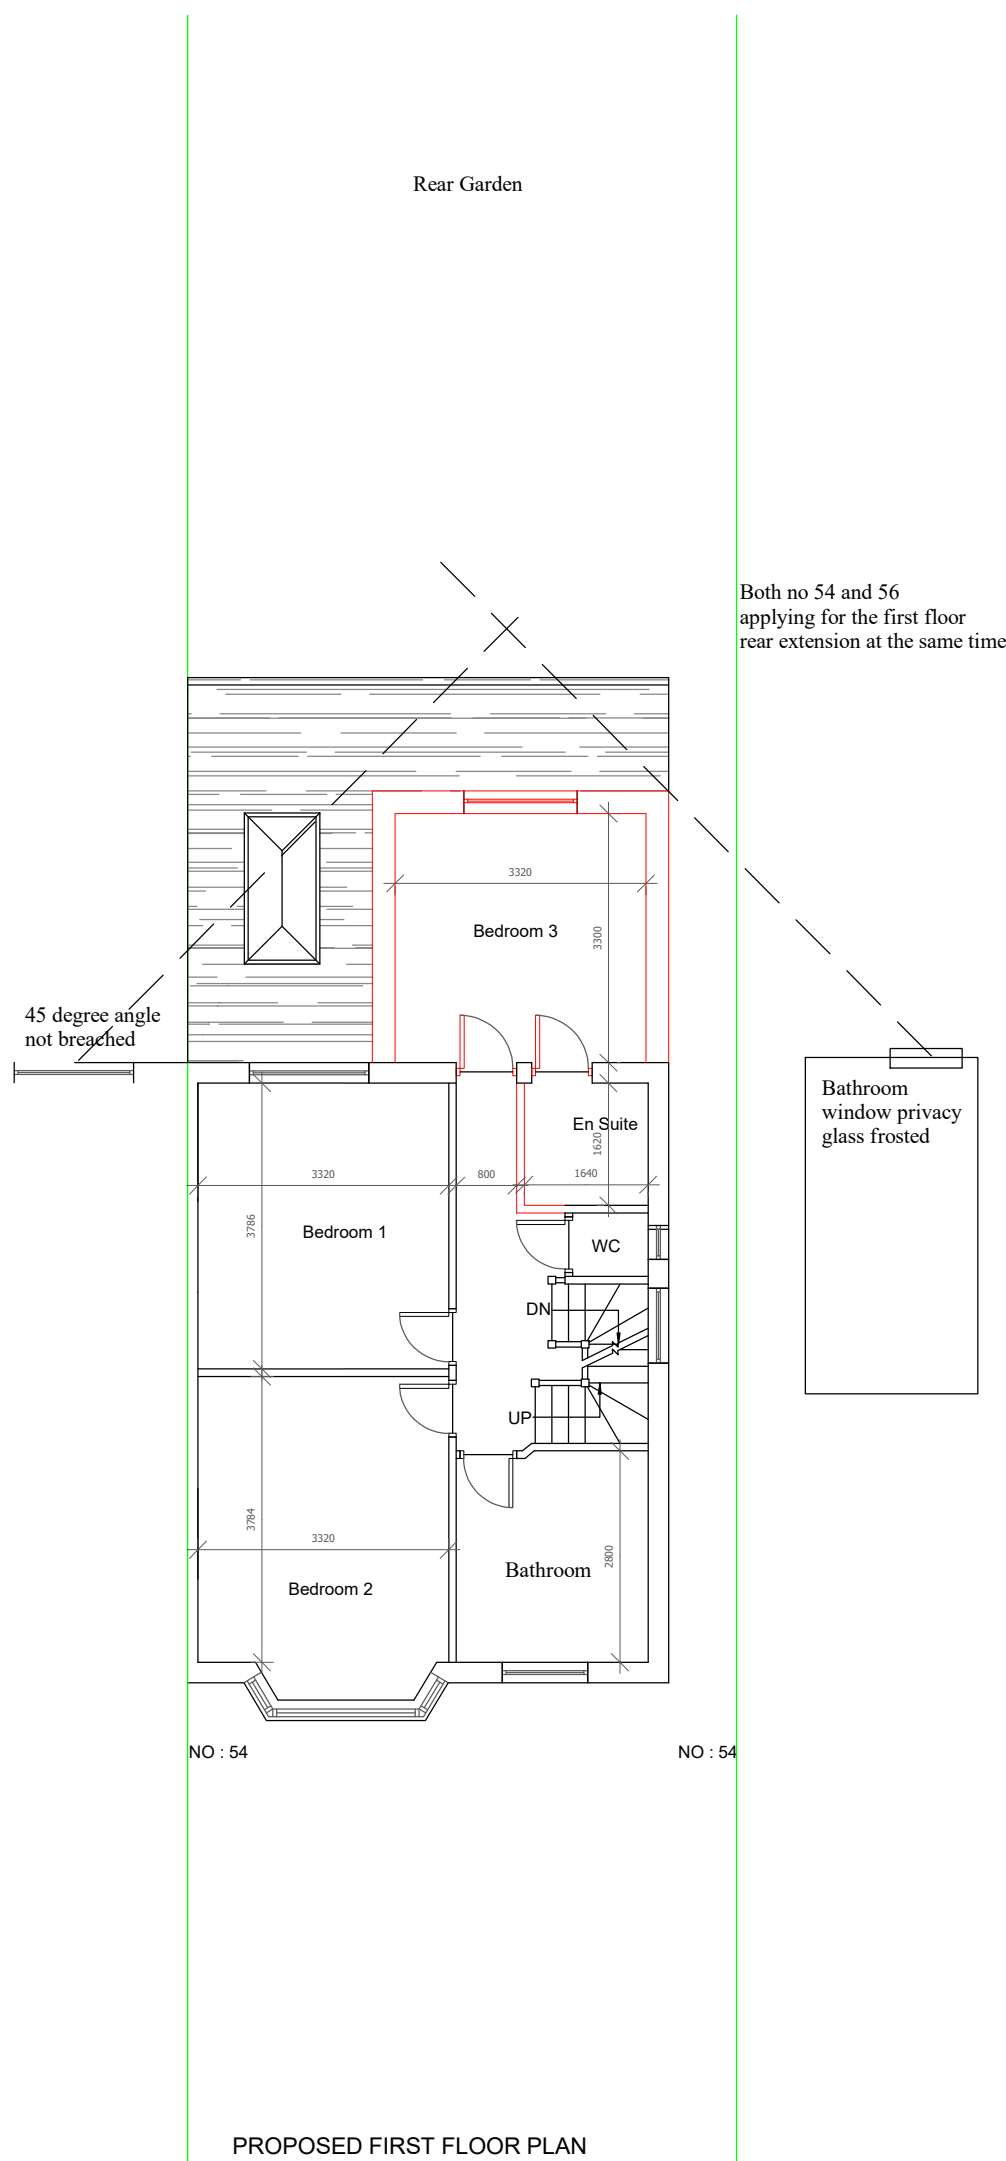 Rear Garden
Both no 54 and 56
applying for the first floor
rear extension at the same time
3320
Bedroom 3
3300
45 degree angle
not breached
Bathroom
window privacy
glass frosted
En Suite
1620
3320
800
1640
Bedroom 1
3786
WC
DN
UP
3784
3320
2800
Bathroom
Bedroom 2
NO : 54
NO : 54
PROPOSED FIRST FLOOR PLAN